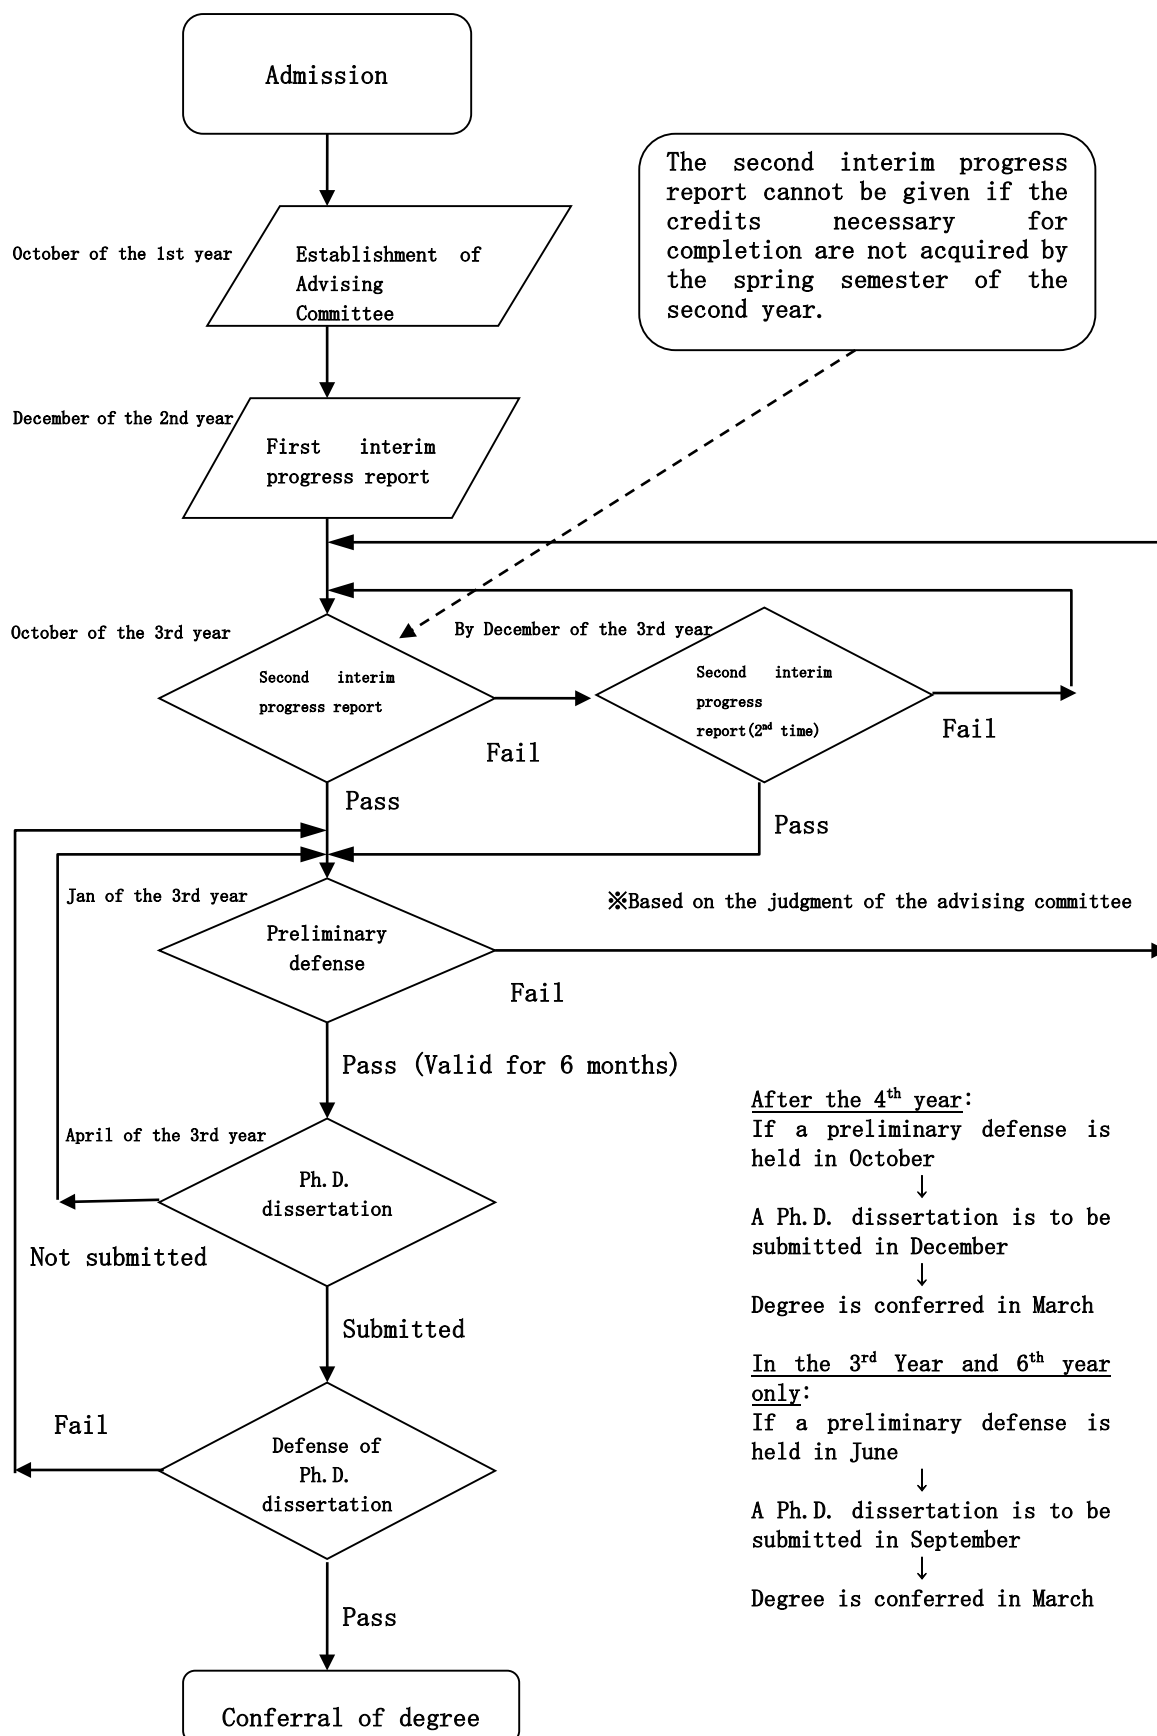 Admission
The second interim progress
report cannot be given if the
credits necessary for
completion are not acquired by
the spring semester of the
second year.
October of the 1st year
Establishment of
Advising
Committee
December of the 2nd year
First interim
progress report
October of the 3rd year
Second interim
progress report
Fail
By December of the 3rd year
Second interim
progress
report(2nd time)
Fail
Pass
Pass
Jan of the 3rd year
Preliminary
defense
※Based on the judgment of the advising committee
Fail
Pass (Valid for 6 months)
April of the 3rd year
Ph.D.
dissertation
Not submitted
Submitted
Fail
Defense of
Ph.D.
dissertation
Pass
Conferral of degree
After the 4th year:
If a preliminary defense is
held in October
↓
A Ph.D. dissertation is to be
submitted in December
↓
Degree is conferred in March
In the 3rd Year and 6th year
only:
If a preliminary defense is
held in June
↓
A Ph.D. dissertation is to be
submitted in September
↓
Degree is conferred in March